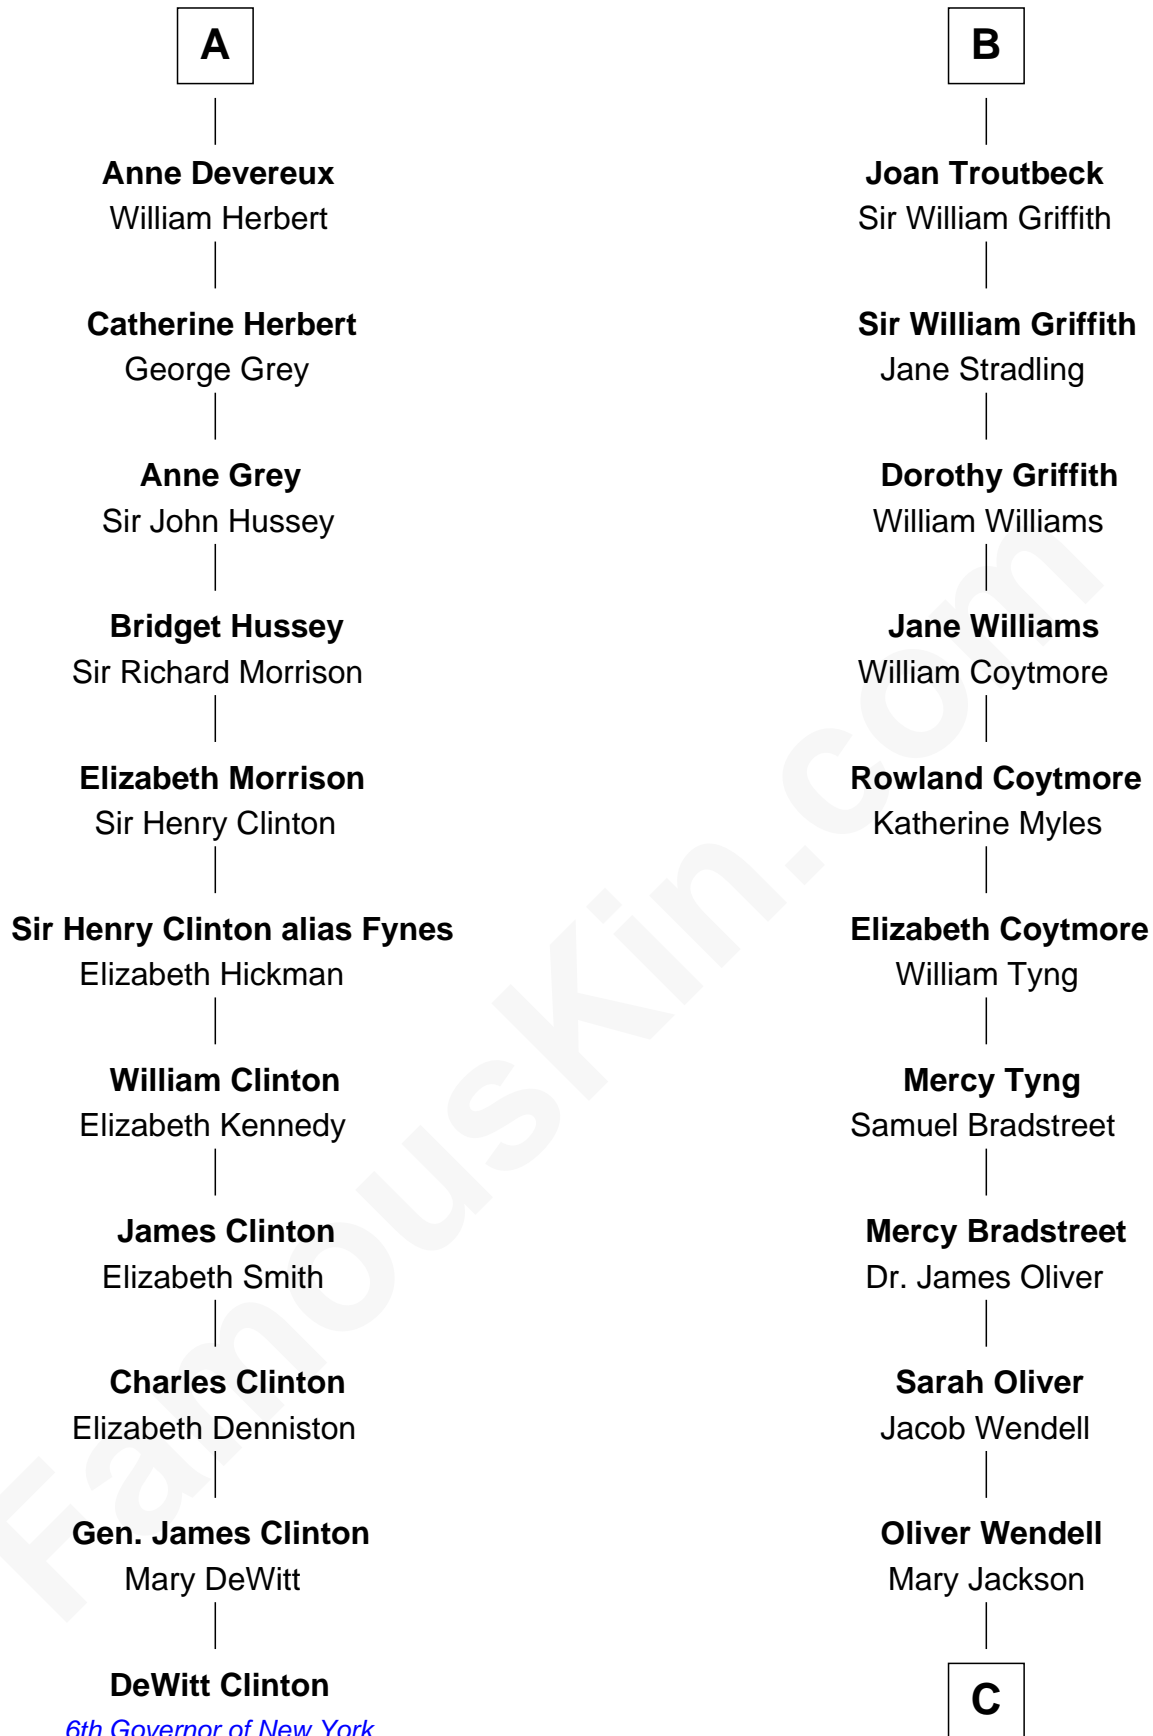 A
Anne Devereux
William Herbert
Catherine Herbert
George Grey
Anne Grey
Sir John Hussey
Bridget Hussey
Sir Richard Morrison
Elizabeth Morrison
Sir Henry Clinton
Sir Henry Clinton alias Fynes
Elizabeth Hickman
William Clinton
Elizabeth Kennedy
James Clinton
Elizabeth Smith
Charles Clinton
Elizabeth Denniston
Gen. James Clinton
Mary DeWitt
DeWitt Clinton
6th Governor of New York
B
Joan Troutbeck
Sir William Griffith
Sir William Griffith
Jane Stradling
Dorothy Griffith
William Williams
Jane Williams
William Coytmore
Rowland Coytmore
Katherine Myles
Elizabeth Coytmore
William Tyng
Mercy Tyng
Samuel Bradstreet
Mercy Bradstreet
Dr. James Oliver
Sarah Oliver
Jacob Wendell
Oliver Wendell
Mary Jackson
C
FamousKin.com